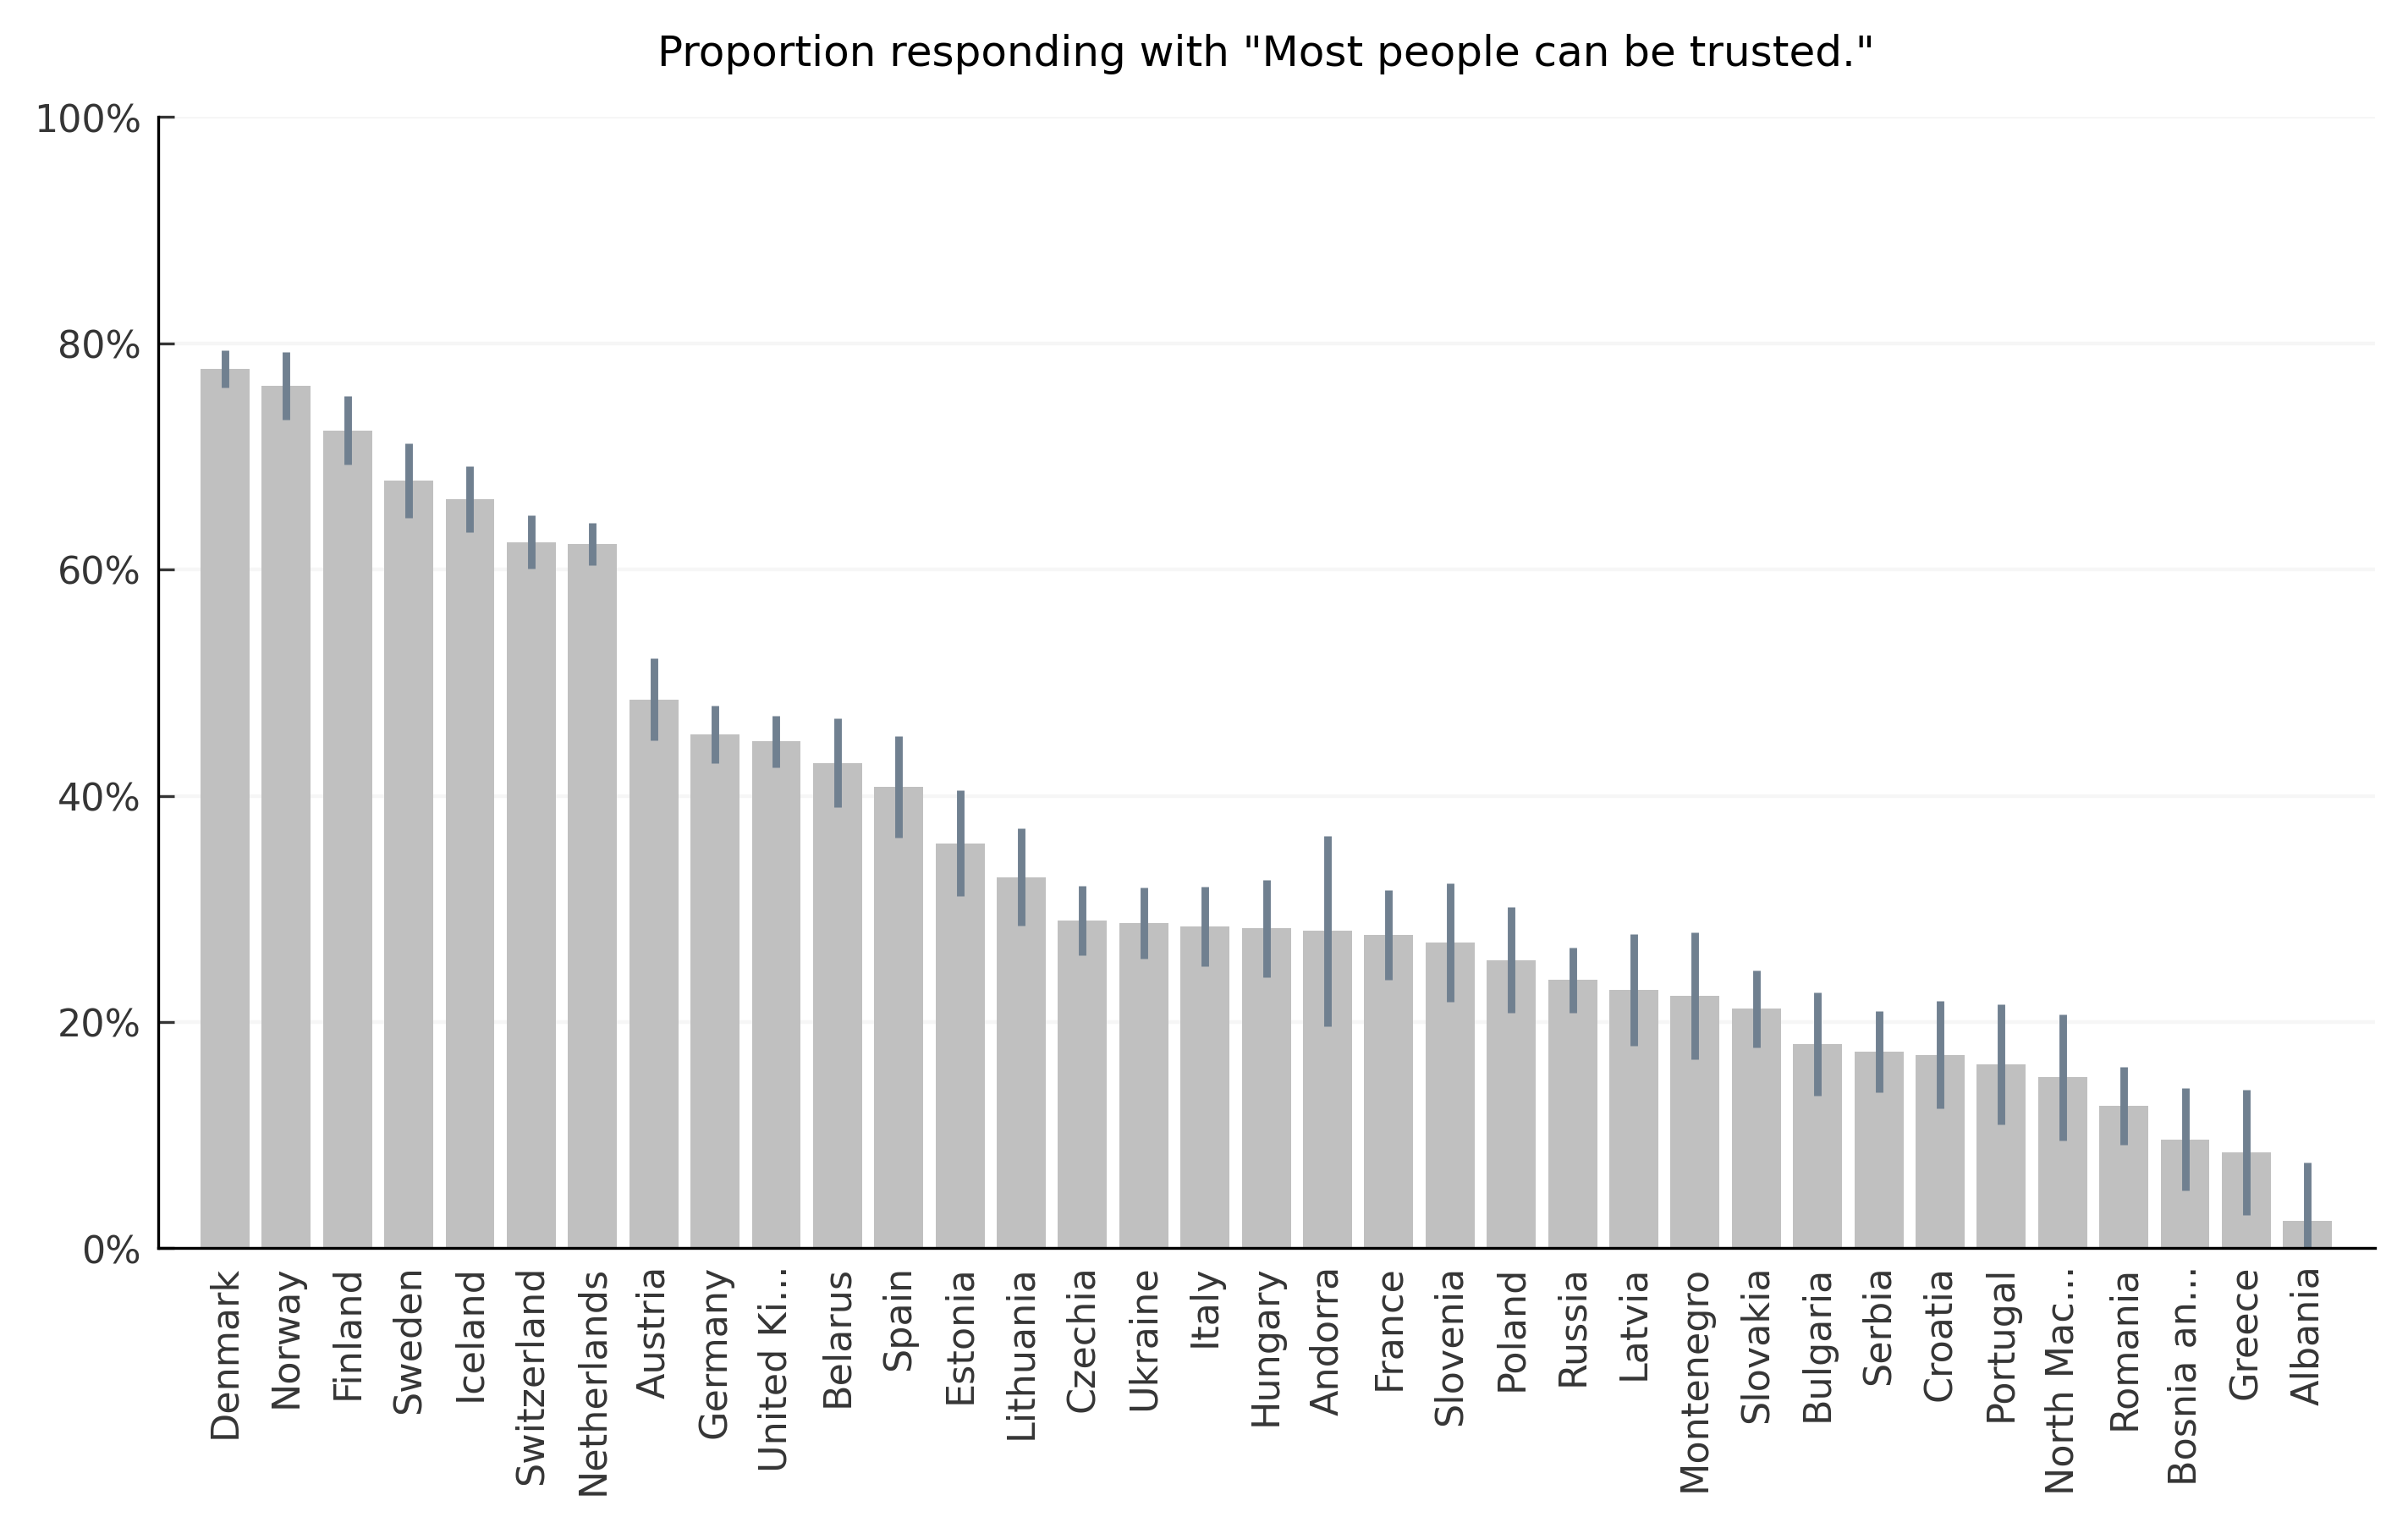 Proportion responding with "Most people can be trusted."
100%
80%
60%
40%
20%
0%
Denmark
Norway
Finland
Sweden
Iceland
Switzerland
Netherlands
Austria
Germany
United Ki...
Belarus
Spain
Estonia
Lithuania
Czechia
Ukraine
Italy
Hungary
Andorra
France
Slovenia
Poland
Russia
Latvia
Montenegro
Slovakia
Bulgaria
Serbia
Croatia
Portugal
North Mac...
Romania
Bosnia an...
Greece
Albania